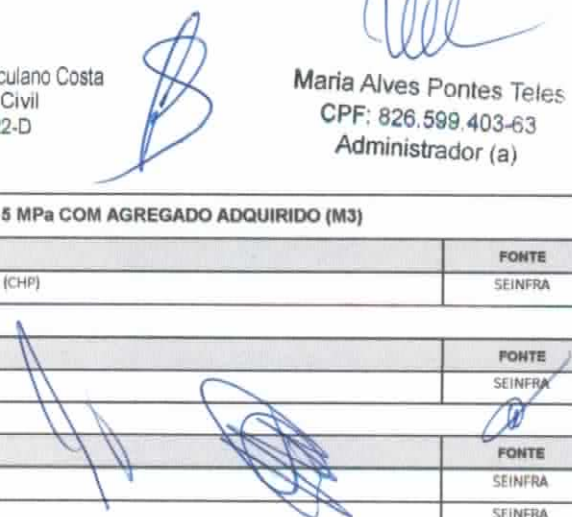 culano Costa
Civil
2-D
Maria Alves Pontes Teles
CPF: 826.599.403-63
Administrador (a)
5 MPa COM AGREGADO ADQUIRIDO (M3)
FONTE
(CHP) SEINFRA
FONTE
SEINFRA
FONTE
SEINFRA
SEINFRA